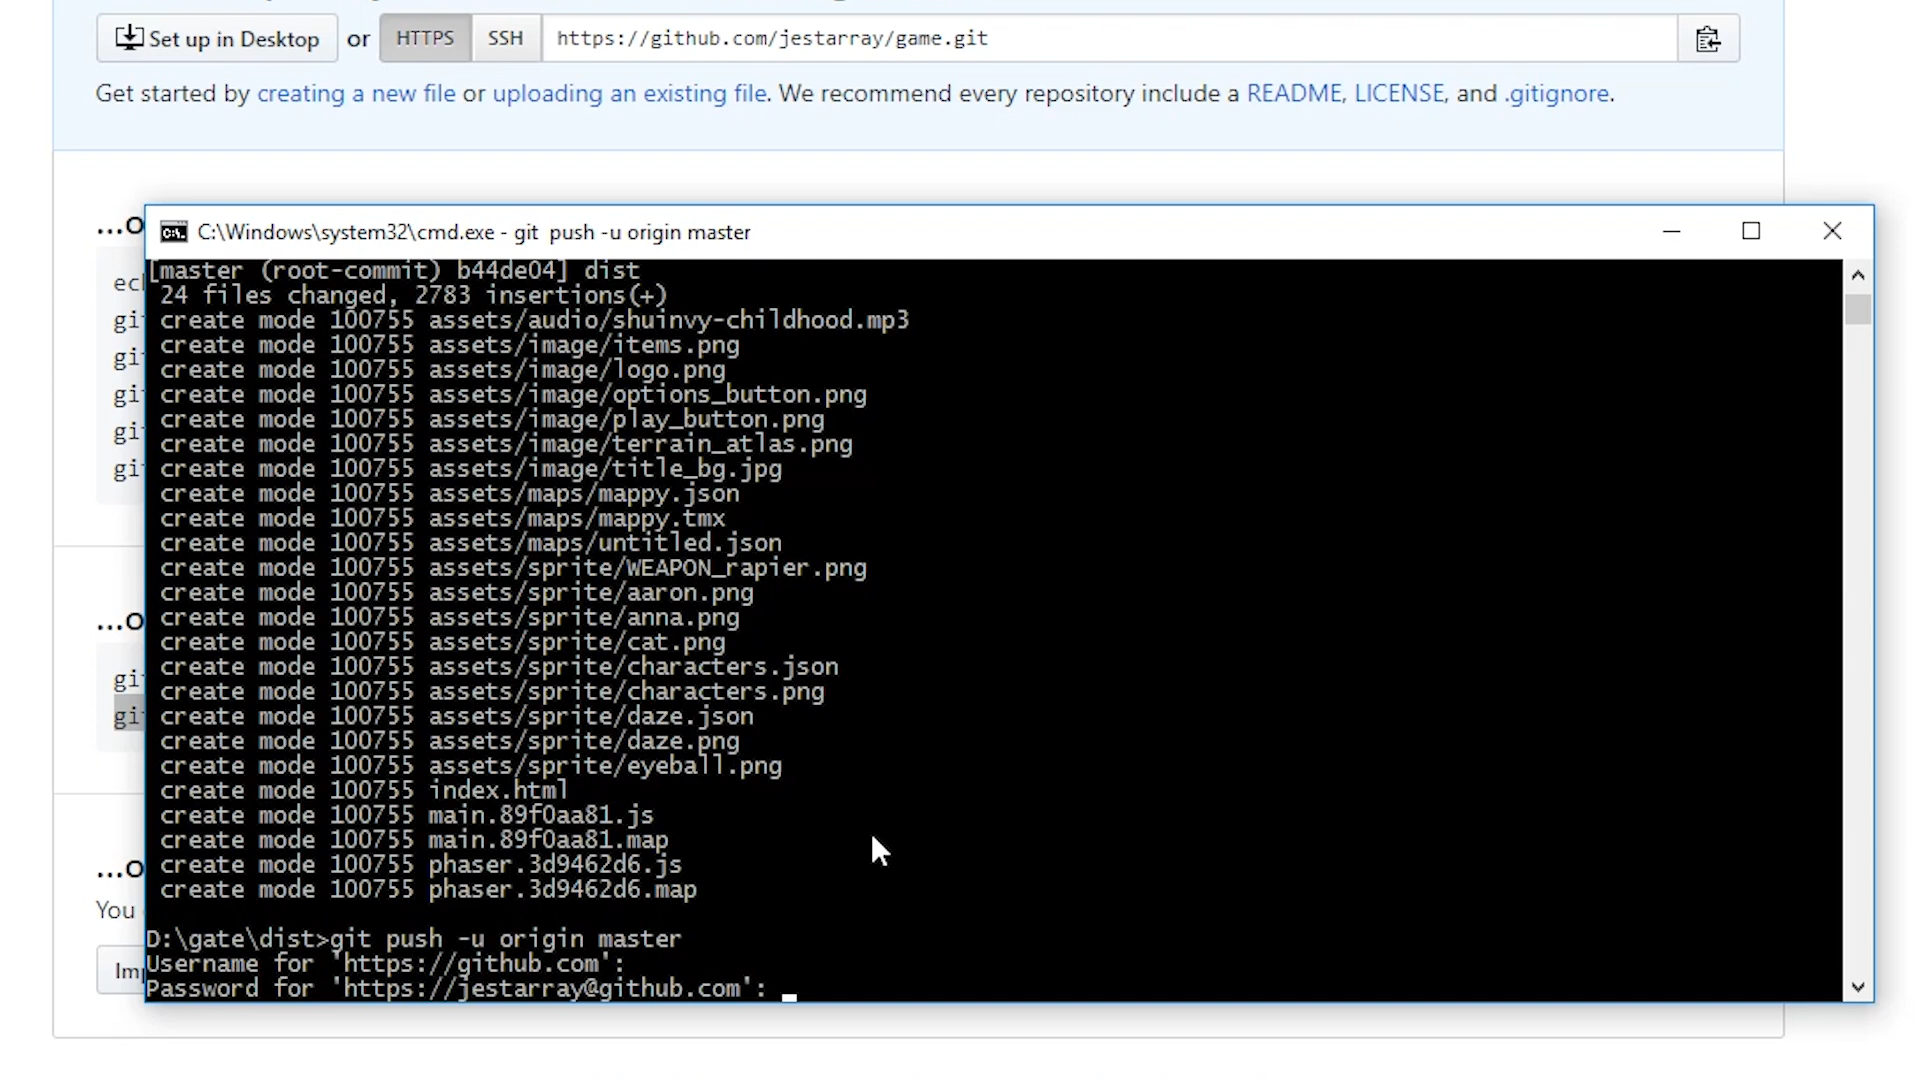 Set up in Desktop or HTTPS SSH https://github.com/jestarray/game.git
Get started by creating a new file or uploading an existing file. We recommend every repository include a README, LICENSE, and .gitignore.
...o
C:\Windows\system32\cmd.exe - git  push -u origin master
[master (root-commit) b44de04] dist
24 files changed, 2783 insertions(+)
create mode 100755 assets/audio/shuinvy-childhood.mp3
create mode 100755 assets/image/items.png
create mode 100755 assets/image/logo.png
create mode 100755 assets/image/options_button.png
create mode 100755 assets/image/play_button.png
create mode 100755 assets/image/terrain_atlas.png
create mode 100755 assets/image/title_bg.jpg
create mode 100755 assets/maps/mappy.json
create mode 100755 assets/maps/mappy.tmx
create mode 100755 assets/maps/untitled.json
create mode 100755 assets/sprite/WEAPON_rapier.png
create mode 100755 assets/sprite/aaron.png
create mode 100755 assets/sprite/anna.png
create mode 100755 assets/sprite/cat.png
create mode 100755 assets/sprite/characters.json
create mode 100755 assets/sprite/characters.png
create mode 100755 assets/sprite/daze.json
create mode 100755 assets/sprite/daze.png
create mode 100755 assets/sprite/eyeball.png
create mode 100755 index.html
create mode 100755 main.89f0aa81.js
create mode 100755 main.89f0aa81.map
create mode 100755 phaser.3d9462d6.js
create mode 100755 phaser.3d9462d6.map
D:\gate\dist>git push -u origin master
Username for 'https://github.com':
Password for 'https://jestarray@github.com':
...o
...o
You